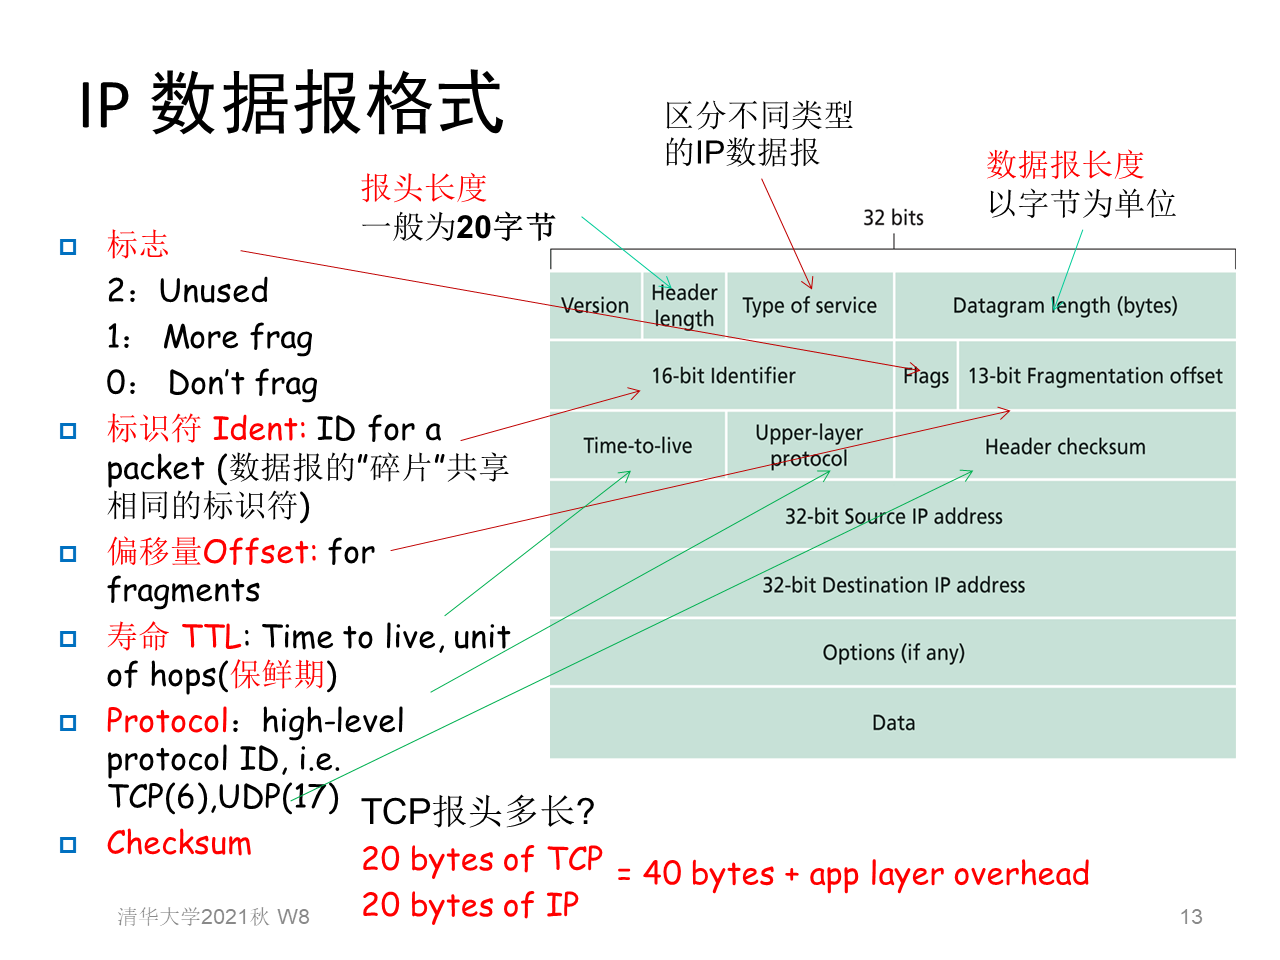 IP 数据报格式
区分不同类型
的IP数据报
数据报长度
以字节为单位
报头长度
一般为20字节
标志
2：Unused
1： More frag
0： Don't frag
标识符 Ident: ID for a
packet (数据报的"碎片"共享
相同的标识符)
偏移量Offset: for
fragments
寿命 TTL: Time to live, unit
of hops(保鲜期)
Protocol：high-level
protocol ID, i.e.
TCP(6),UDP(17)
Checksum
32 bits
Version
Header
length
Type of service
Datagram length (bytes)
16-bit Identifier
Flags
13-bit Fragmentation offset
Time-to-live
Upper-layer
protocol
Header checksum
32-bit Source IP address
32-bit Destination IP address
Options (if any)
Data
TCP报头多长?
20 bytes of TCP
20 bytes of IP
= 40 bytes + app layer overhead
清华大学2021秋 W8
13